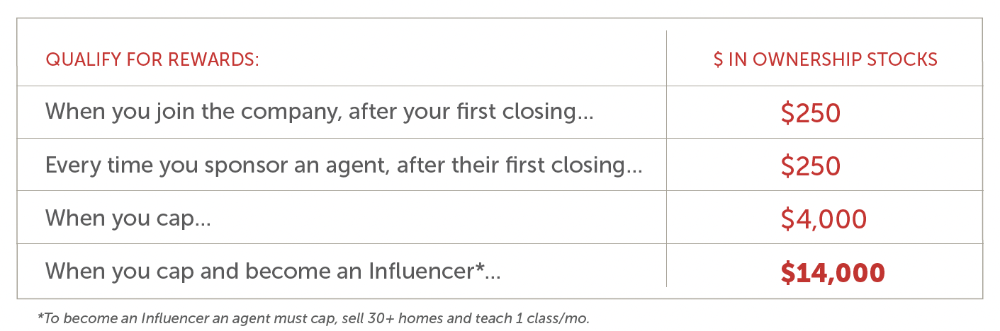 QUALIFY FOR REWARDS: $ IN OWNERSHIP STOCKS
When you join the company, after your first closing... $250
Every time you sponsor an agent, after their first closing... $250
When you cap... $4,000
When you cap and become an Influencer*... $14,000
*To become an Influencer an agent must cap, sell 30+ homes and teach 1 class/mo.